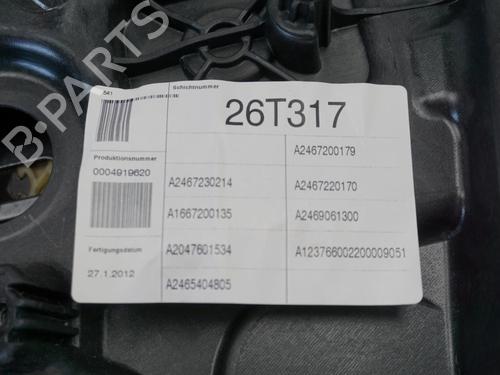 541
Schichtnummer
26T317
Produktionsnummer
0004919620
A2467200179
A2467230214
A2467220170
A1667200135
A2469061300
Fertigungsdatum
27.1.2012
A2047601534
A123766002200009051
A2465404805
B-PARTS